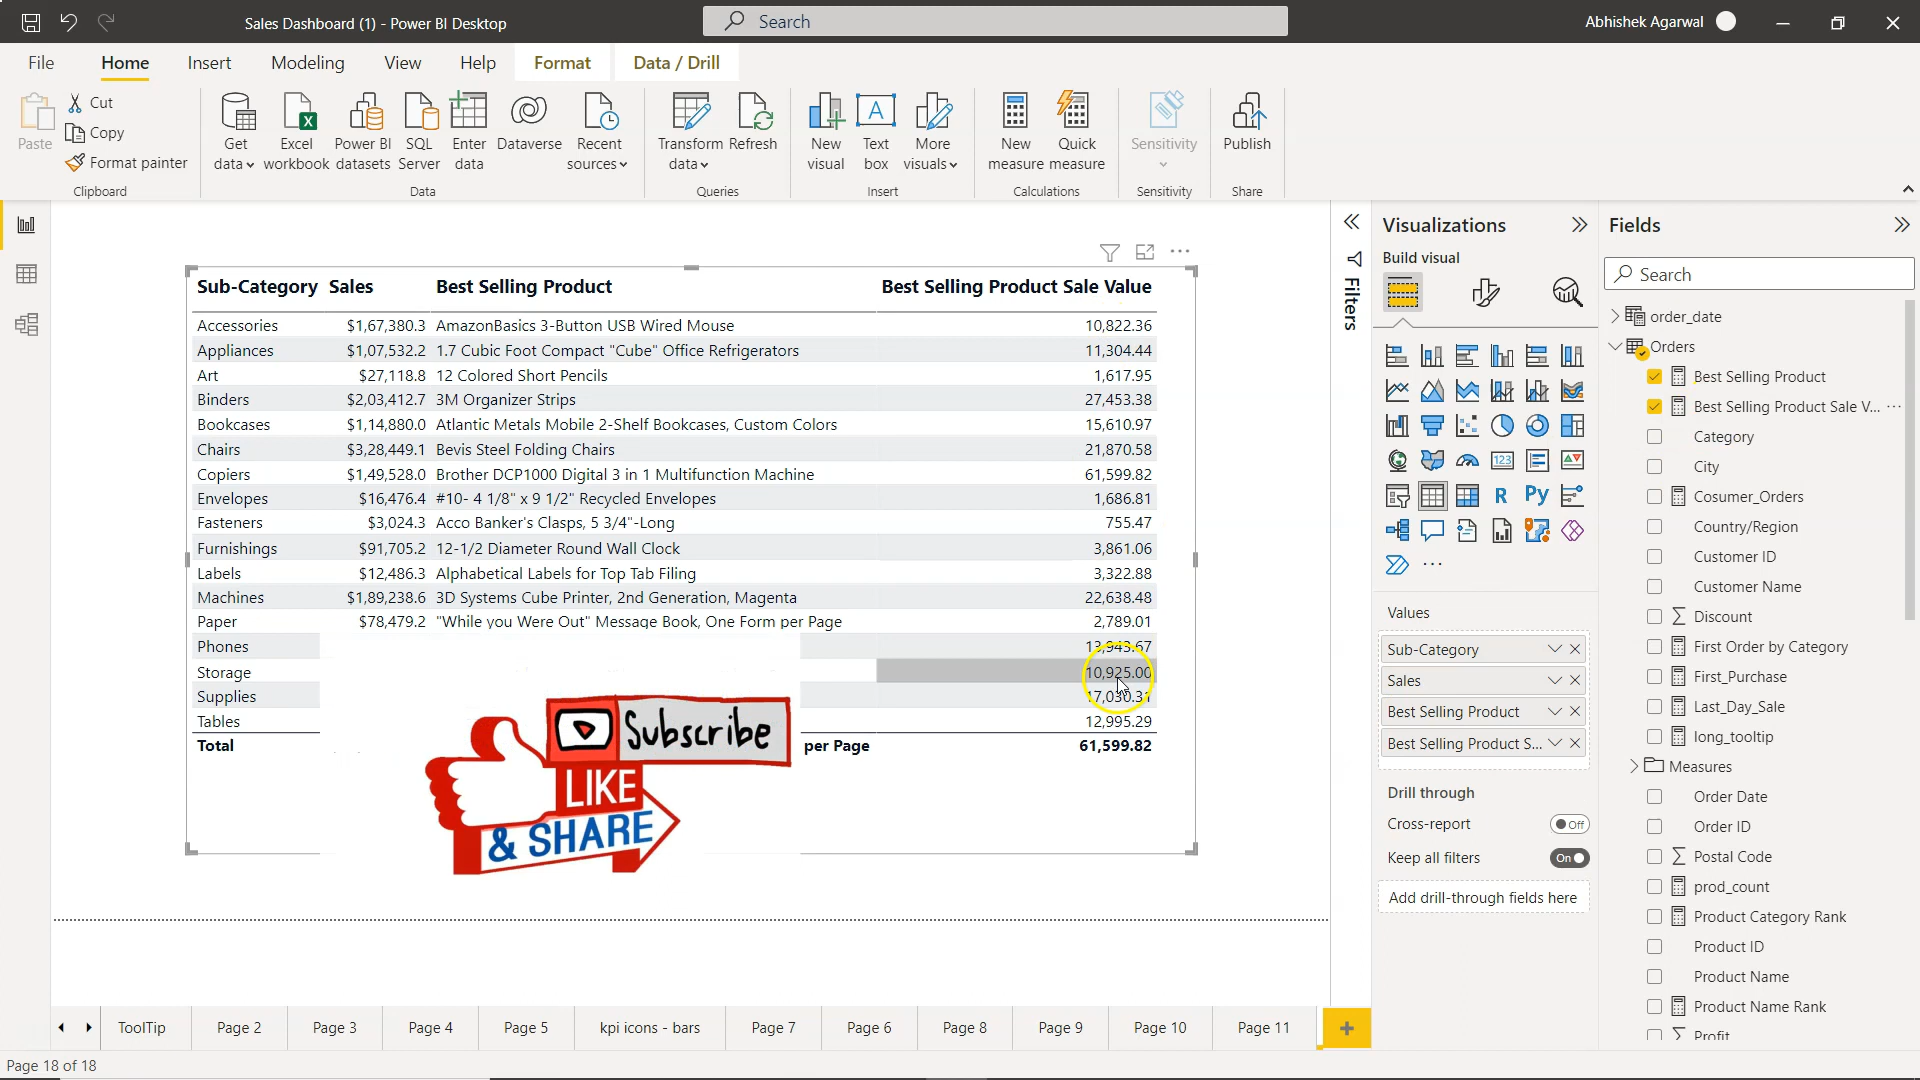 Sales Dashboard (1) - Power BI Desktop
Search
Abhishek Agarwal
File Home Insert Modeling View Help Format Data / Drill
Paste
Cut
Copy
Format painter
Clipboard
Get data
Excel workbook
Power BI datasets
SQL Server
Enter data
Dataverse
Recent sources
Data
Transform data
Refresh
Queries
New visual
Text box
More visuals
Insert
New measure
Quick measure
Calculations
Sensitivity
Sensitivity
Publish
Share
Sub-Category Sales Best Selling Product Best Selling Product Sale Value
Accessories $1,67,380.3 AmazonBasics 3-Button USB Wired Mouse 10,822.36
Appliances $1,07,532.2 1.7 Cubic Foot Compact "Cube" Office Refrigerators 11,304.44
Art $27,118.8 12 Colored Short Pencils 1,617.95
Binders $2,03,412.7 3M Organizer Strips 27,453.38
Bookcases $1,14,880.0 Atlantic Metals Mobile 2-Shelf Bookcases, Custom Colors 15,610.97
Chairs $3,28,449.1 Bevis Steel Folding Chairs 21,870.58
Copiers $1,49,528.0 Brother DCP1000 Digital 3 in 1 Multifunction Machine 61,599.82
Envelopes $16,476.4 #10- 4 1/8" x 9 1/2" Recycled Envelopes 1,686.81
Fasteners $3,024.3 Acco Banker's Clasps, 5 3/4"-Long 755.47
Furnishings $91,705.2 12-1/2 Diameter Round Wall Clock 3,861.06
Labels $12,486.3 Alphabetical Labels for Top Tab Filing 3,322.88
Machines $1,89,238.6 3D Systems Cube Printer, 2nd Generation, Magenta 22,638.48
Paper $78,479.2 "While you Were Out" Message Book, One Form per Page 2,789.01
Phones 13,943.67
Storage 10,925.00
Supplies 17,030.31
Tables 12,995.29
Total per Page 61,599.82
Subscribe
LIKE
& SHARE
Filters
Visualizations
Build visual
123
R
Py
Values
Sub-Category
Sales
Best Selling Product
Best Selling Product S...
Drill through
Cross-report Off
Keep all filters On
Add drill-through fields here
Fields
Search
order_date
Orders
Best Selling Product
Best Selling Product Sale V...
Category
City
Cosumer_Orders
Country/Region
Customer ID
Customer Name
Discount
First Order by Category
First_Purchase
Last_Day_Sale
long_tooltip
Measures
Order Date
Order ID
Postal Code
prod_count
Product Category Rank
Product ID
Product Name
Product Name Rank
Profit
ToolTip Page 2 Page 3 Page 4 Page 5 kpi icons - bars Page 7 Page 6 Page 8 Page 9 Page 10 Page 11
Page 18 of 18